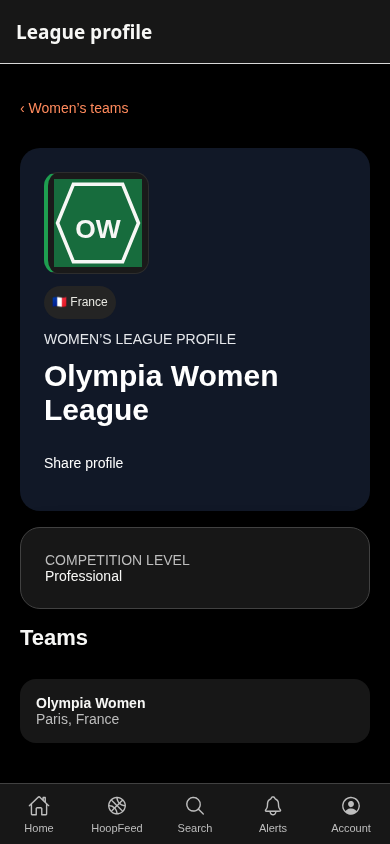 League profile
‹ Women's teams
OW
🇫🇷 France
WOMEN’S LEAGUE PROFILE
Olympia Women
League
Share profile
COMPETITION LEVEL
Professional
Teams
Olympia Women
Paris, France
Home
HoopFeed
Search
Alerts
Account